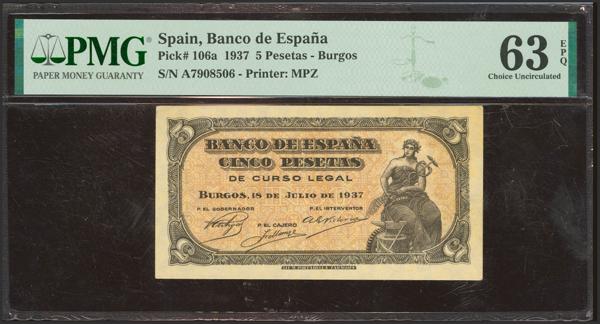 PMG
PAPER MONEY GUARANTY
Spain, Banco de España
Pick# 106a 1937 5 Pesetas - Burgos
S/N A7908506 - Printer: MPZ
63 EPQ
Choice Uncirculated
5
5
BANCO DE ESPAÑA
CINCO PESETAS
DE CURSO LEGAL
BURGOS, 18 DE JULIO DE 1937
P. EL GOBERNADOR
P. EL INTERVENTOR
P. EL CAJERO
5
5